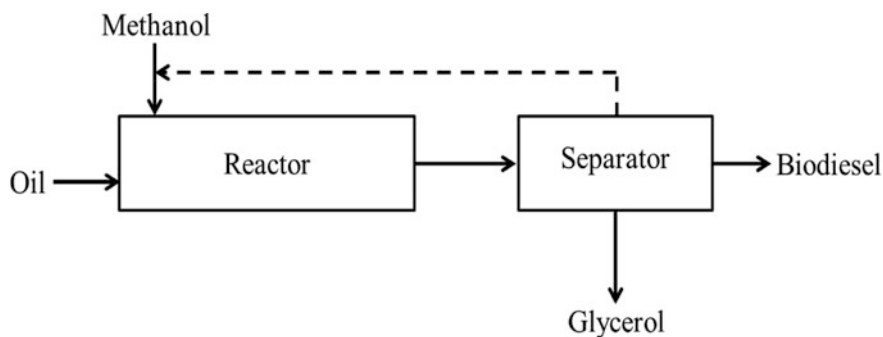 Methanol
Oil
Reactor
Separator
Biodiesel
Glycerol